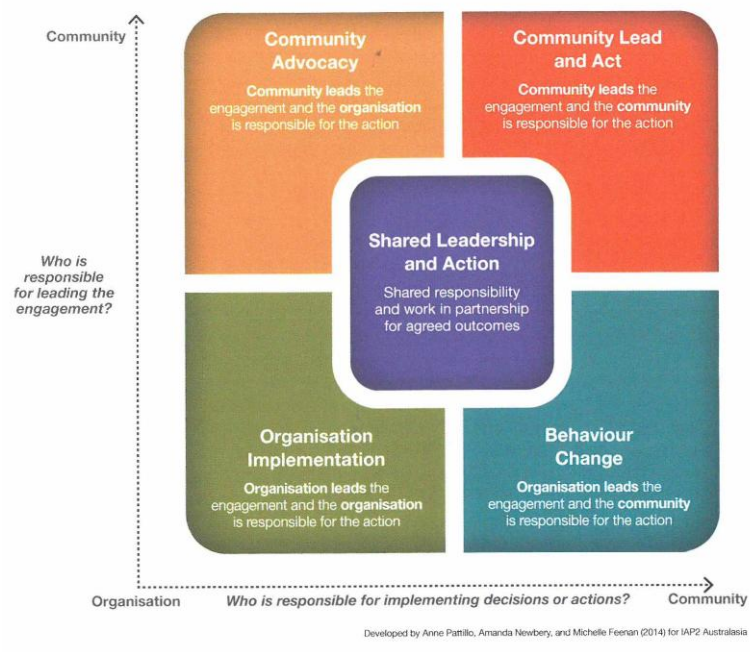 Community
Community
Advocacy
Community leads the
engagement and the organisation
is responsible for the action
Community Lead
and Act
Community leads the
engagement and the community
is responsible for the action
Who is
responsible
for leading the
engagement?
Shared Leadership
and Action
Shared responsibility
and work in partnership
for agreed outcomes
Organisation
Implementation
Organisation leads the
engagement and the organisation
is responsible for the action
Behaviour
Change
Organisation leads the
engagement and the community
is responsible for the action
Organisation
Who is responsible for implementing decisions or actions?
Community
Developed by Anne Pattillo, Amanda Newbery, and Michelle Feenan (2014) for IAP2 Australasia